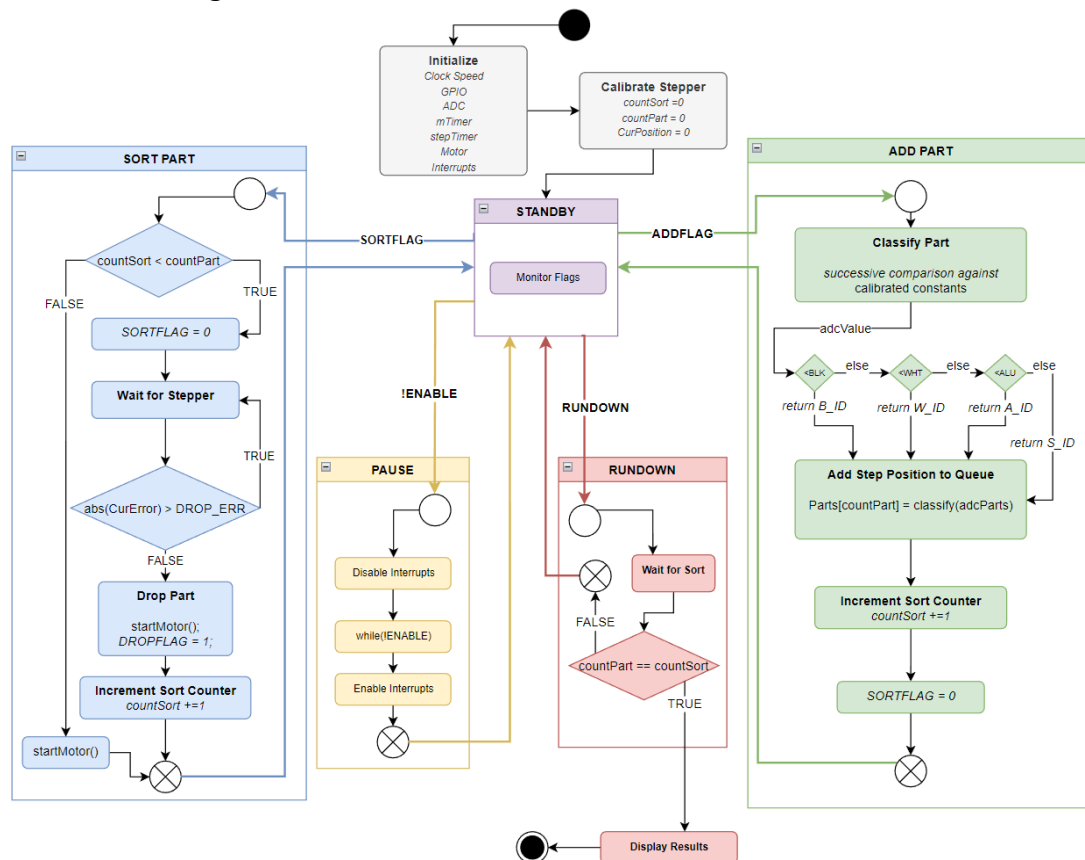 Initialize
Clock Speed
GPIO
ADC
mTimer
stepTimer
Motor
Interrupts
Calibrate Stepper
countSort =0
countPart = 0
CurPosition = 0
SORT PART
countSort < countPart
FALSE
TRUE
SORTFLAG = 0
Wait for Stepper
TRUE
abs(CurError) > DROP_ERR
FALSE
Drop Part
startMotor();
DROPFLAG = 1;
Increment Sort Counter
countSort +=1
startMotor()
STANDBY
Monitor Flags
SORTFLAG
ADDFLAG
!ENABLE
RUNDOWN
PAUSE
Disable Interrupts
while(!ENABLE)
Enable Interrupts
RUNDOWN
Wait for Sort
FALSE
countPart == countSort
TRUE
Display Results
ADD PART
Classify Part
successive comparison against
calibrated constants
adcValue
<BLK
else
<WHT
else
<ALU
else
return B_ID
return W_ID
return A_ID
return S_ID
Add Step Position to Queue
Parts[countPart] = classify(adcParts)
Increment Sort Counter
countSort +=1
SORTFLAG = 0